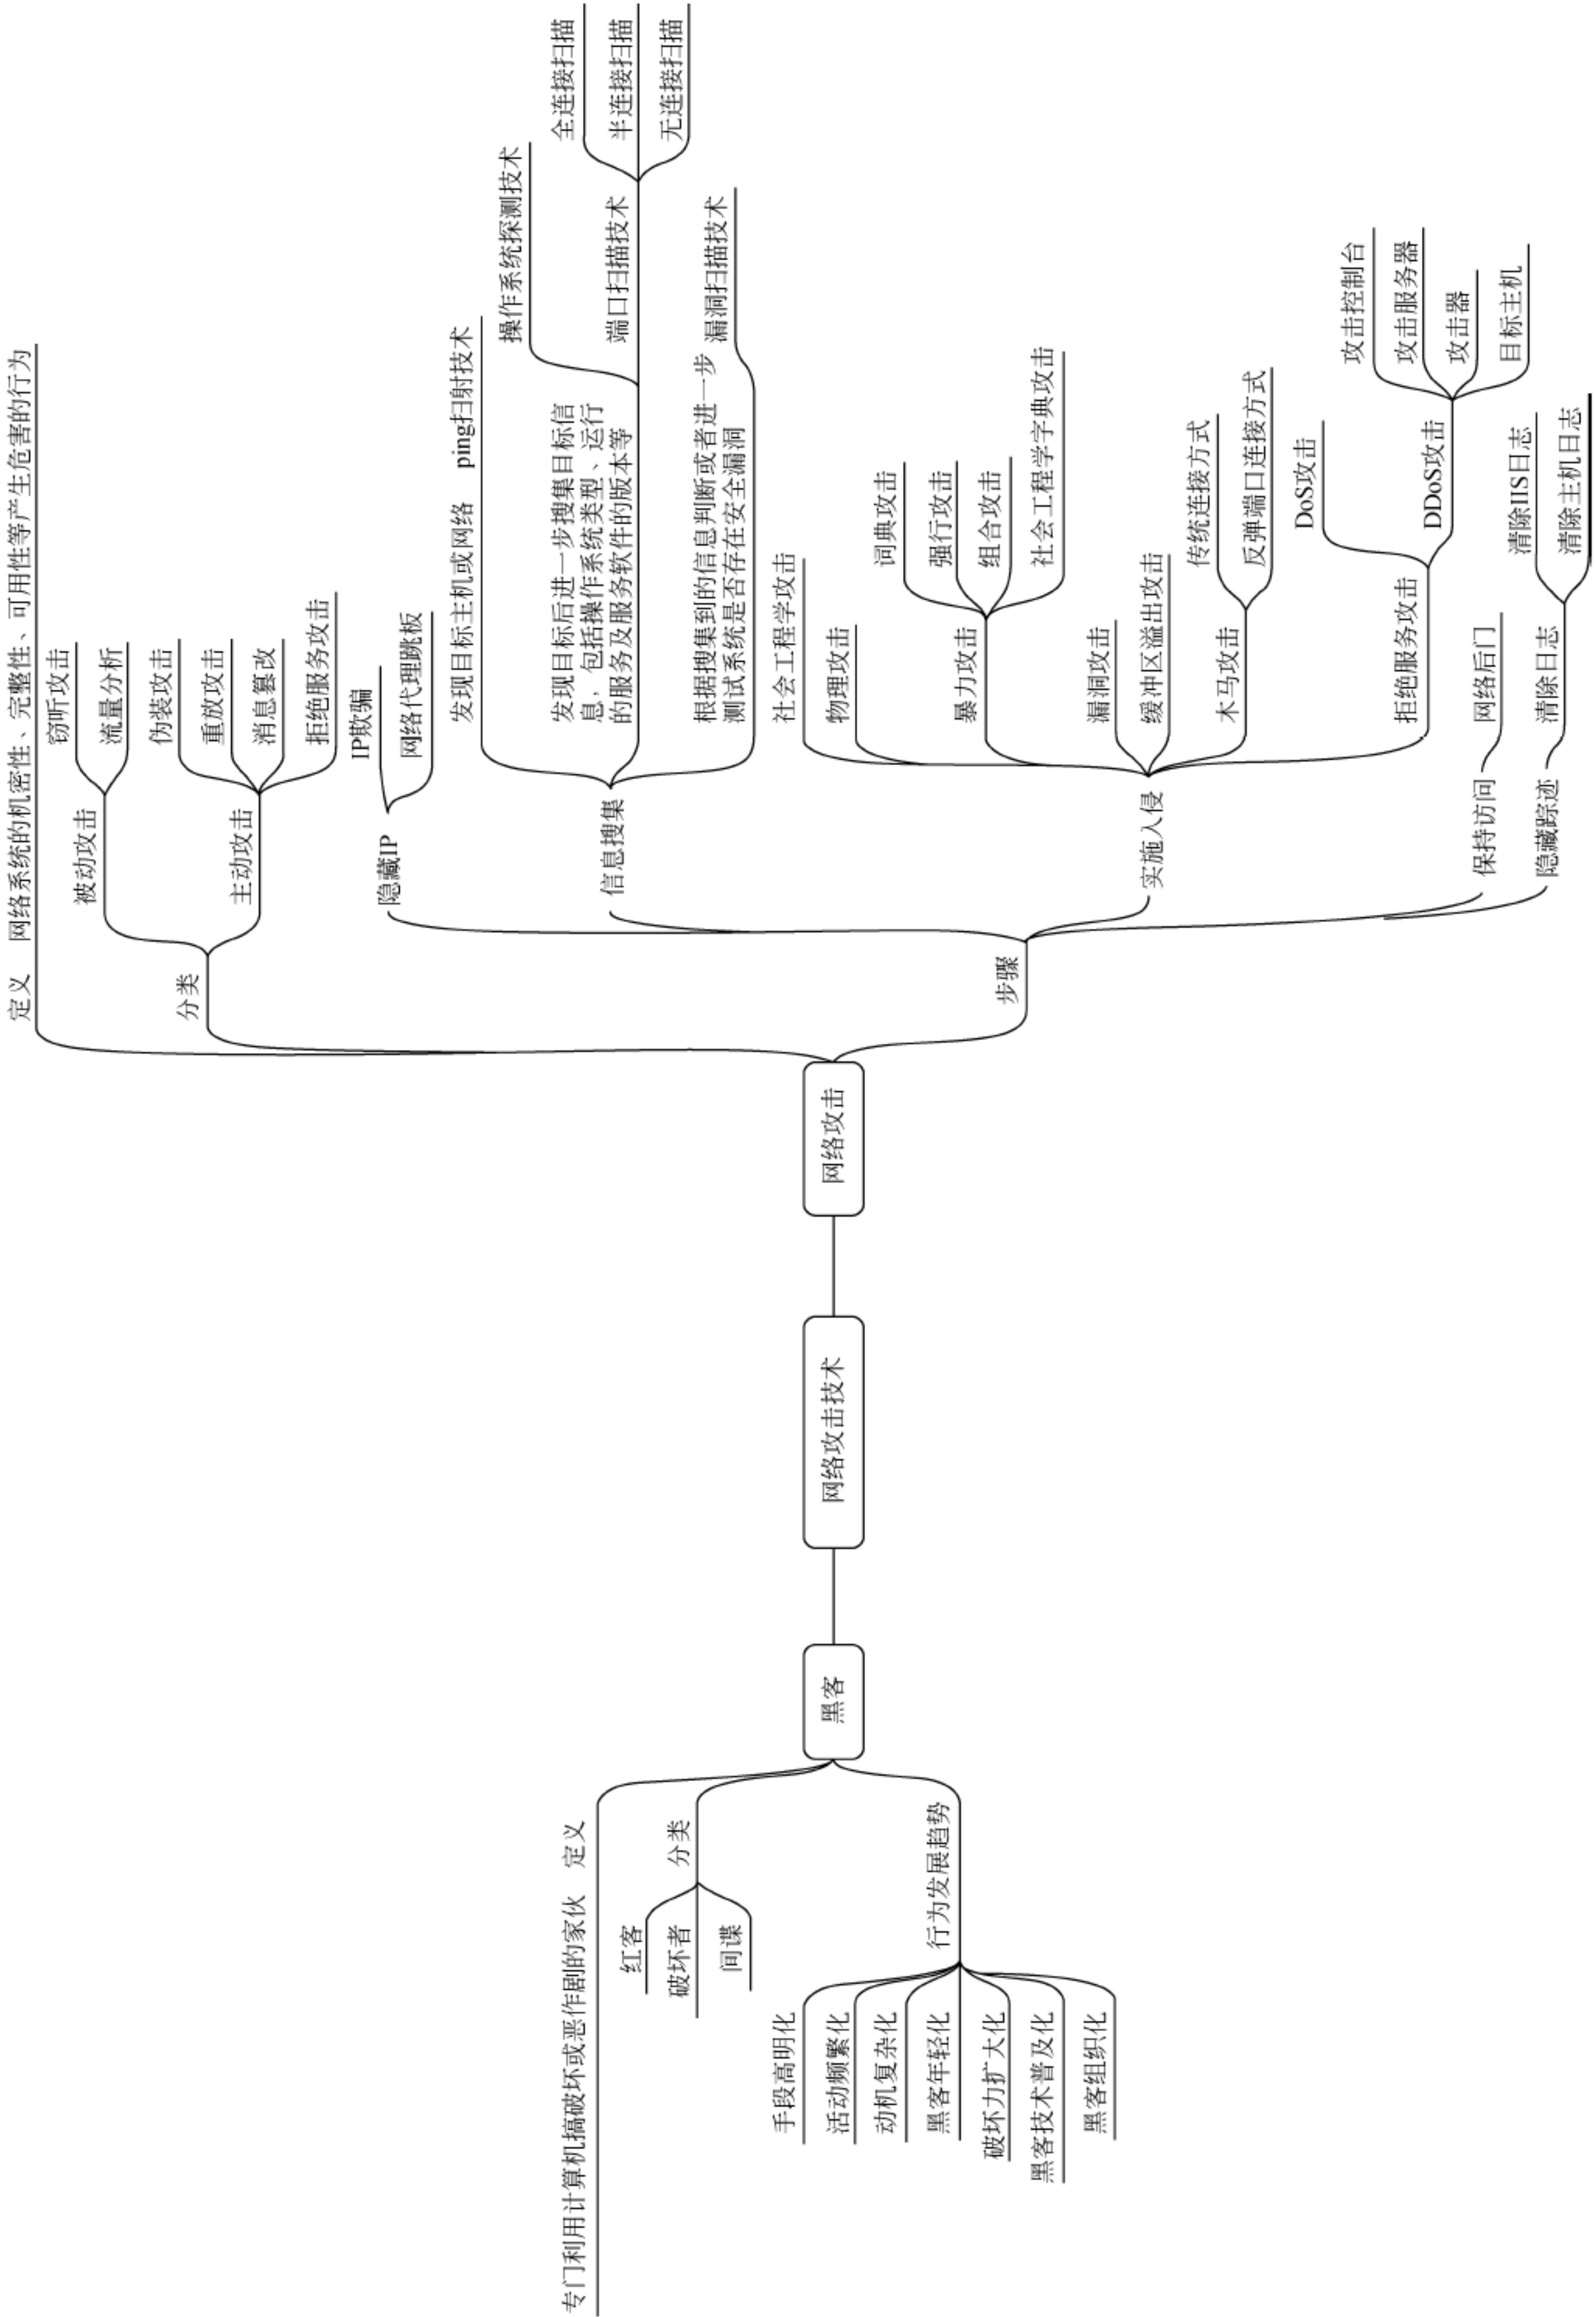 网络攻击技术
黑客
定义
专门利用计算机搞破坏或恶作剧的家伙
分类
红客
破坏者
间谍
行为发展趋势
手段高明化
活动频繁化
动机复杂化
黑客年轻化
破坏力扩大化
黑客技术普及化
黑客组织化
网络攻击
定义
网络系统的机密性、完整性、可用性等产生危害的行为
分类
被动攻击
窃听攻击
流量分析
主动攻击
伪装攻击
重放攻击
消息篡改
拒绝服务攻击
步骤
隐藏IP
IP欺骗
网络代理跳板
信息搜集
发现目标主机或网络
ping扫射技术
发现目标后进一步搜集目标信
息，包括操作系统类型、运行
的服务及服务软件的版本等
操作系统探测技术
端口扫描技术
全连接扫描
半连接扫描
无连接扫描
根据搜集到的信息判断或者进一步
测试系统是否存在安全漏洞
漏洞扫描技术
实施入侵
社会工程学攻击
物理攻击
暴力攻击
词典攻击
强行攻击
组合攻击
社会工程学字典攻击
漏洞攻击
缓冲区溢出攻击
木马攻击
传统连接方式
反弹端口连接方式
拒绝服务攻击
DoS攻击
DDoS攻击
攻击控制台
攻击服务器
攻击器
目标主机
保持访问
网络后门
隐藏踪迹
清除日志
清除IIS日志
清除主机日志